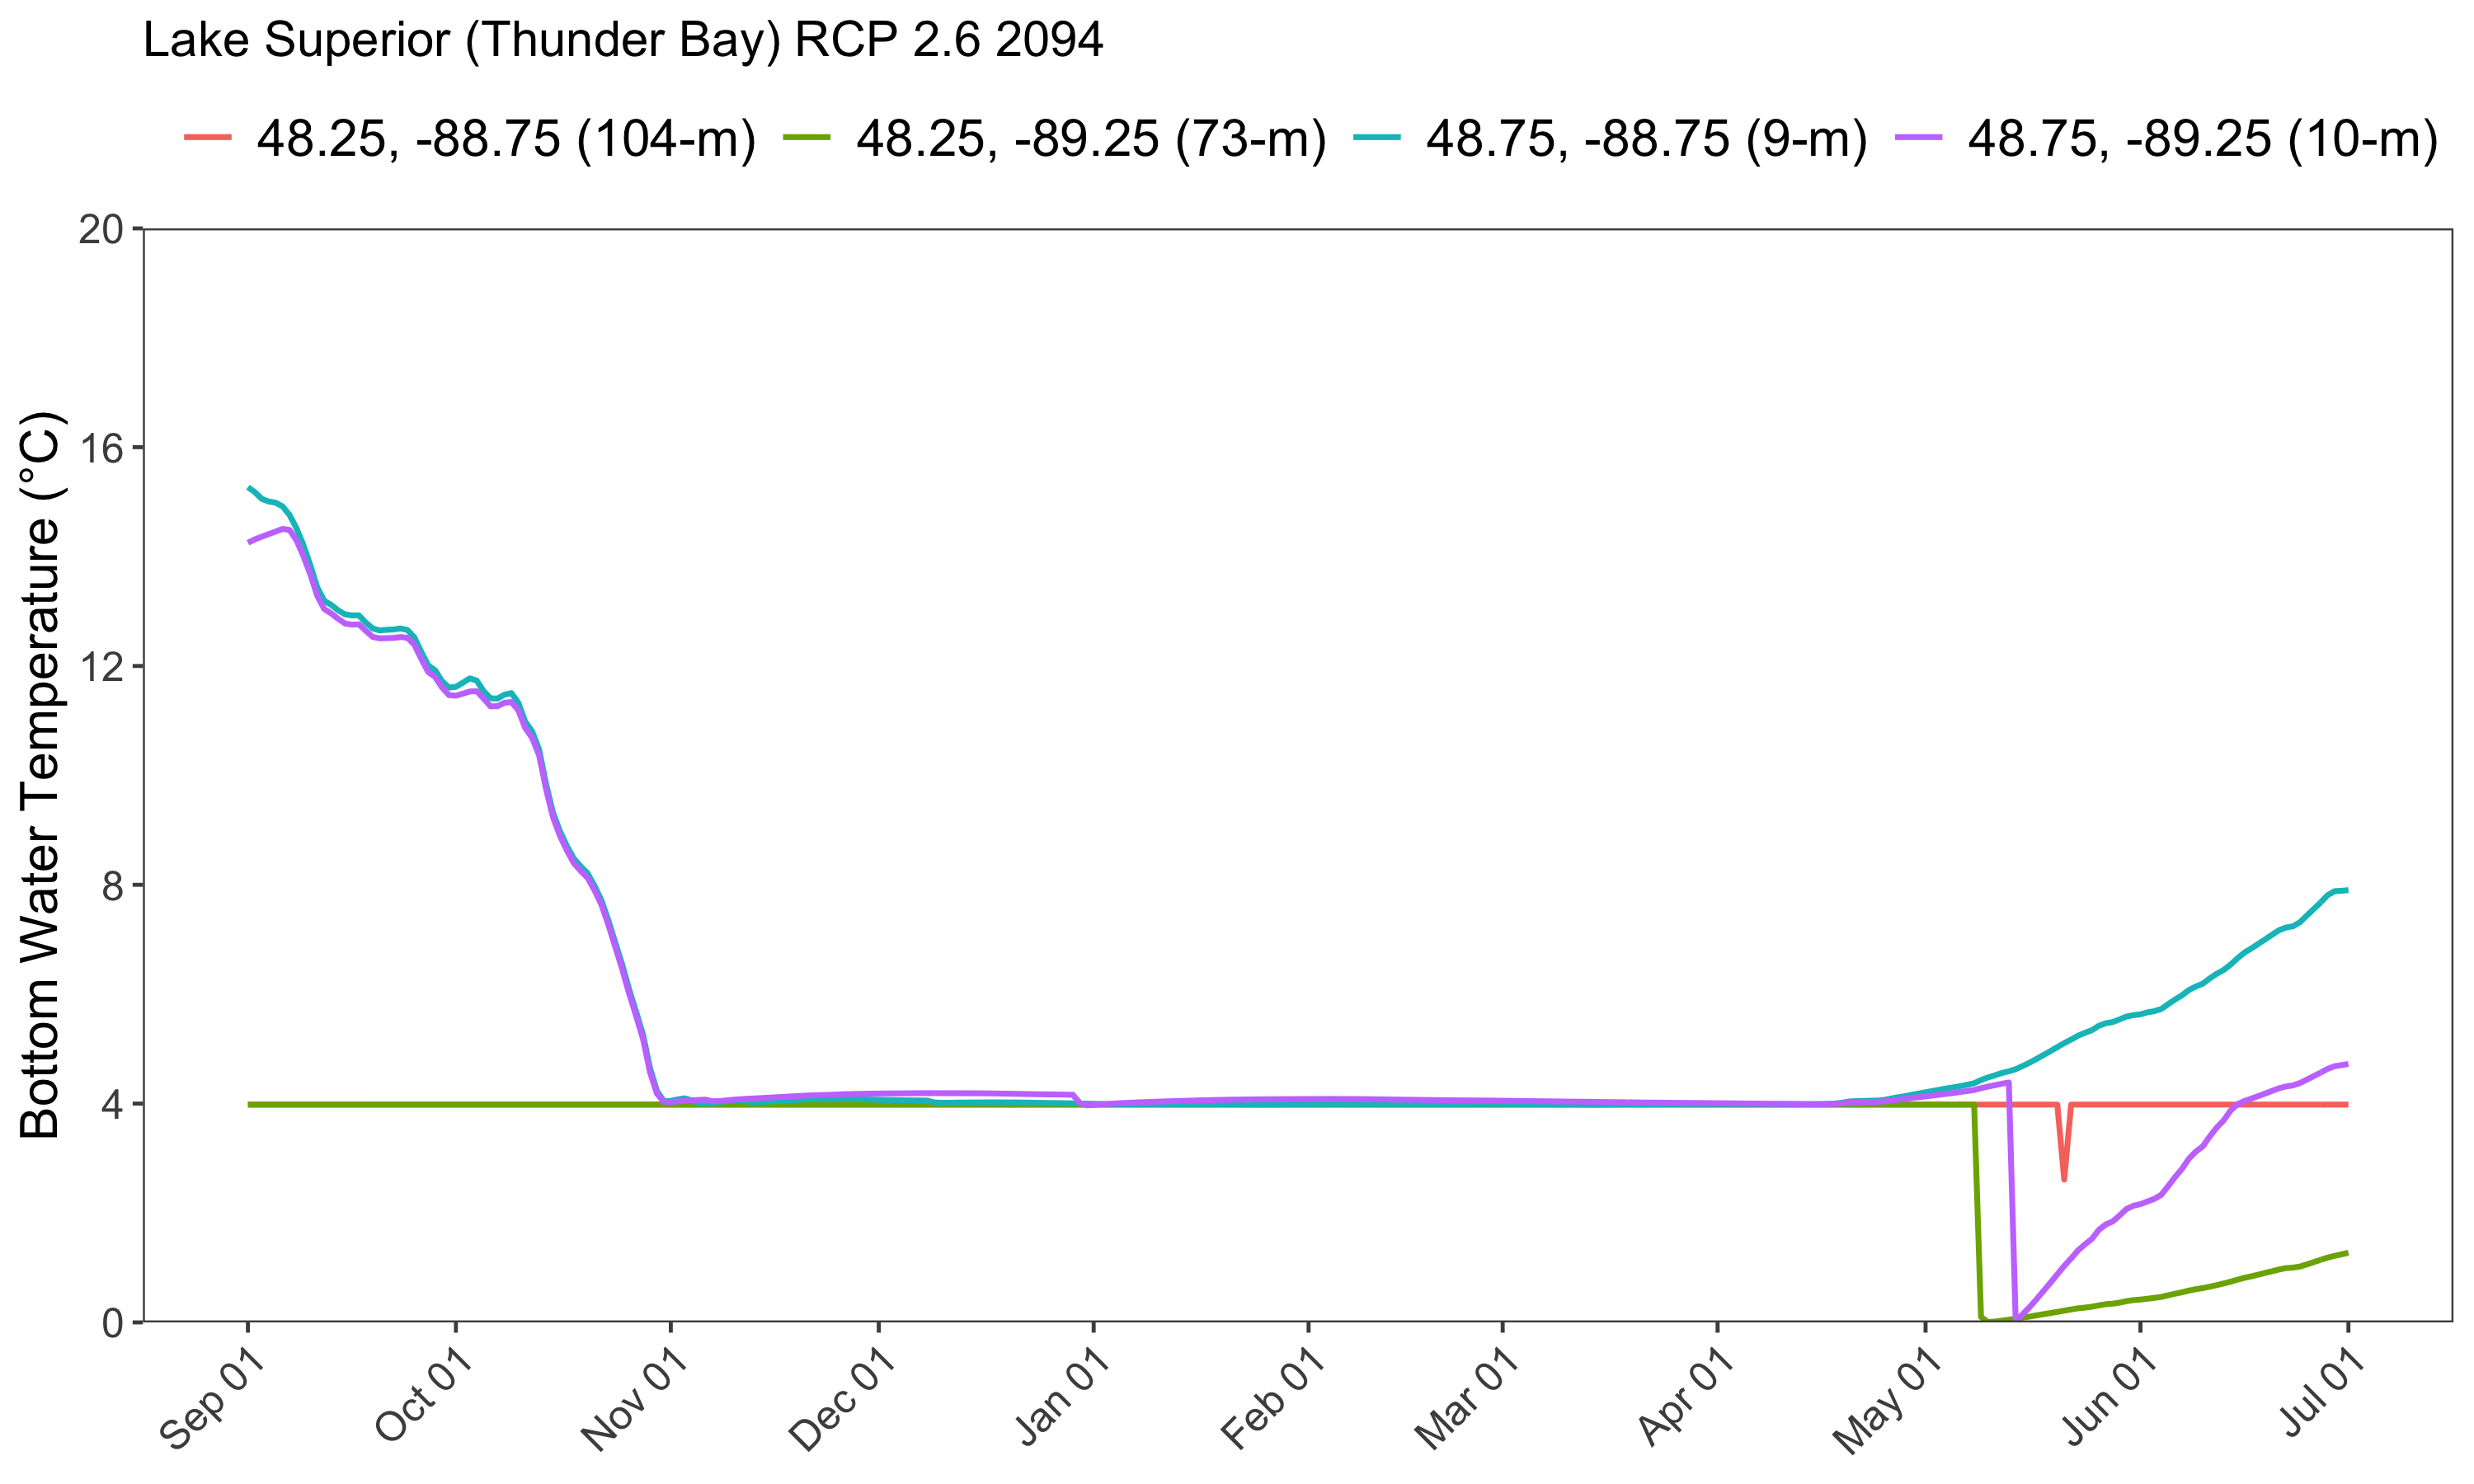 Lake Superior (Thunder Bay) RCP 2.6 2094
48.25, -88.75 (104-m) 48.25, -89.25 (73-m) 48.75, -88.75 (9-m) 48.75, -89.25 (10-m)
Bottom Water Temperature (°C)
20
16
12
8
4
0
Sep 01 Oct 01 Nov 01 Dec 01 Jan 01 Feb 01 Mar 01 Apr 01 May 01 Jun 01 Jul 01